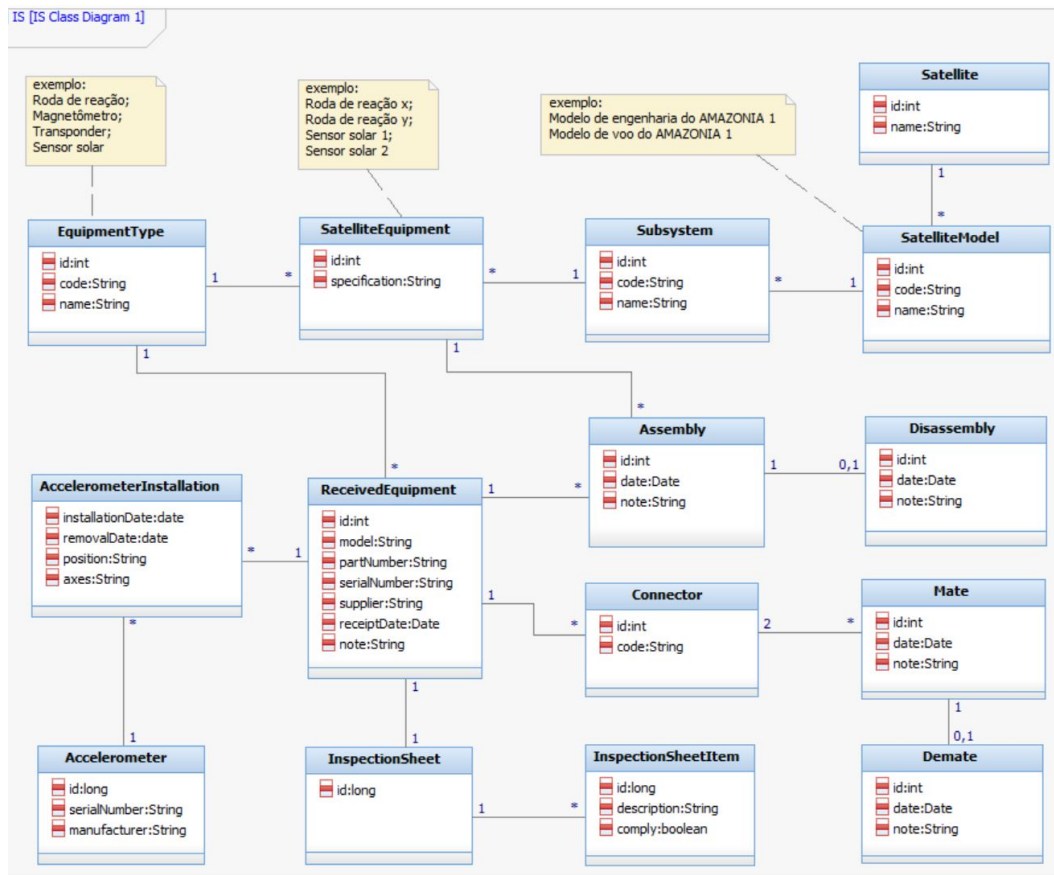 IS [IS Class Diagram 1]
exemplo:
Roda de reação;
Magnetômetro;
Transponder;
Sensor solar
exemplo:
Roda de reação x;
Roda de reação y;
Sensor solar 1;
Sensor solar 2
exemplo:
Modelo de engenharia do AMAZONIA 1
Modelo de voo do AMAZONIA 1
Satellite
id:int
name:String
1
*
EquipmentType
id:int
code:String
name:String
1
*
SatelliteEquipment
id:int
specification:String
*
1
Subsystem
id:int
code:String
name:String
*
1
SatelliteModel
id:int
code:String
name:String
1
*
1
*
Assembly
id:int
date:Date
note:String
1
0,1
Disassembly
id:int
date:Date
note:String
AccelerometerInstallation
installationDate:date
removalDate:date
position:String
axes:String
*
1
ReceivedEquipment
id:int
model:String
partNumber:String
serialNumber:String
supplier:String
receiptDate:Date
note:String
1
*
1
*
Connector
id:int
code:String
2
*
Mate
id:int
date:Date
note:String
*
1
1
1
1
0,1
Accelerometer
id:long
serialNumber:String
manufacturer:String
InspectionSheet
id:long
1
*
InspectionSheetItem
id:long
description:String
comply:boolean
Demate
id:int
date:Date
note:String